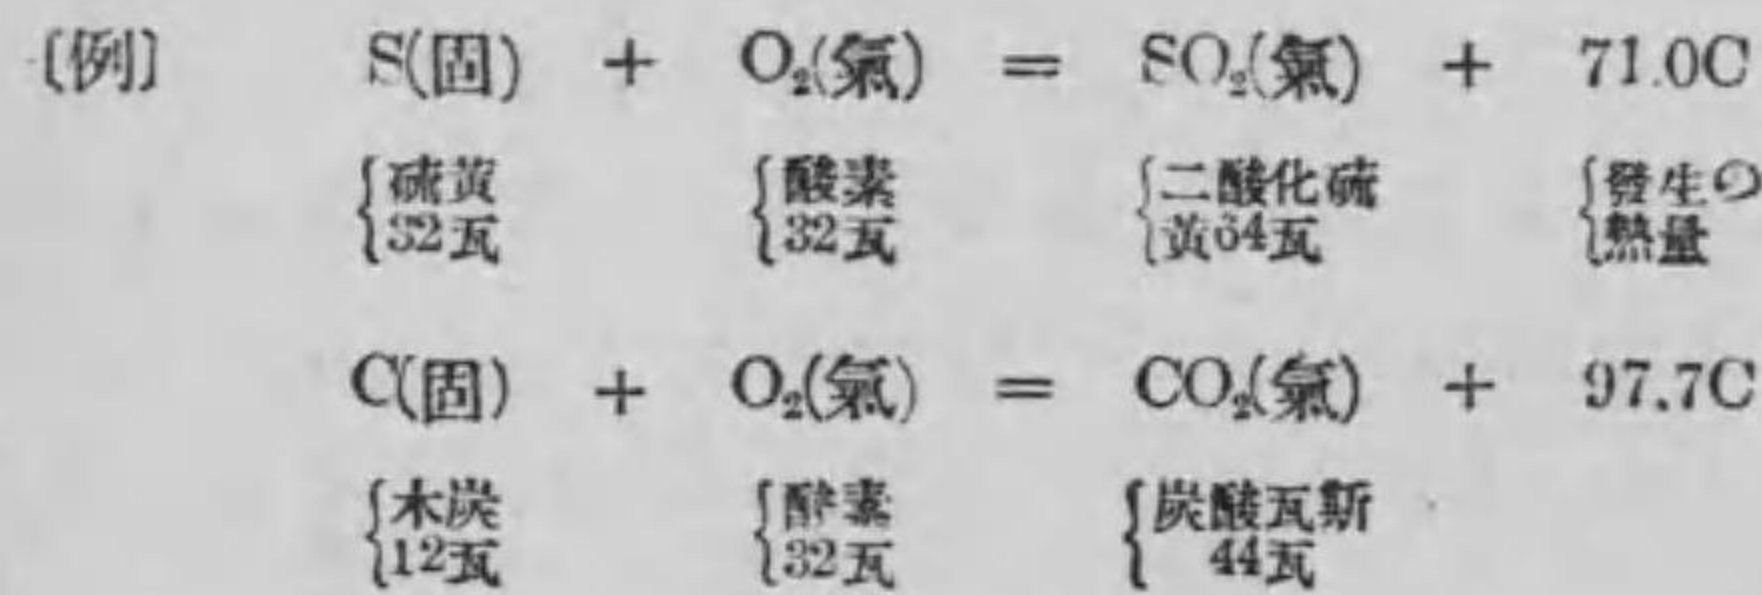 〔例〕 S(固) + O₂(氣) = SO₂(氣) + 71.0C
{硫黄 {酸素 {二酸化硫 {發生の
32瓦 32瓦 黄64瓦 熱量
C(固) + O₂(氣) = CO₂(氣) + 97.7C
{木炭 {酸素 {炭酸瓦斯
12瓦 32瓦 44瓦